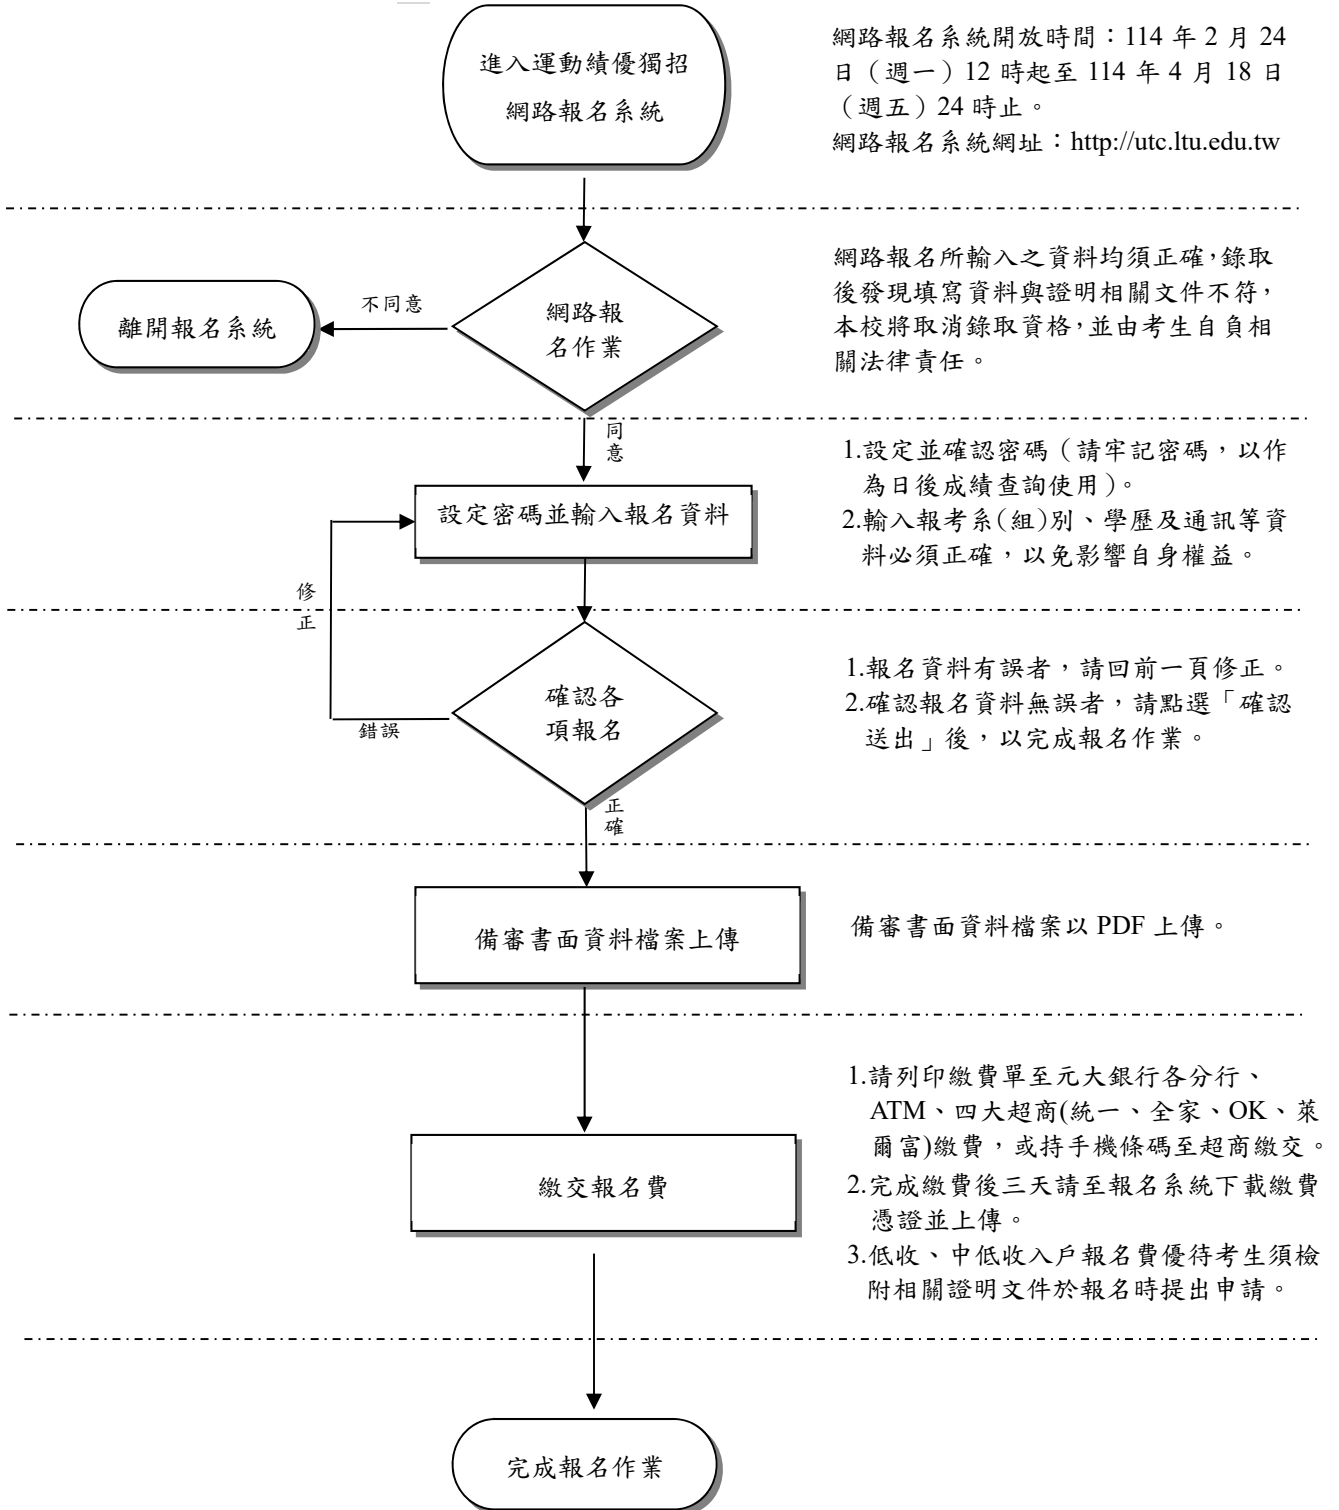 進入運動績優獨招
網路報名系統
網路報名系統開放時間：114 年 2 月 24
日（週一）12 時起至 114 年 4 月 18 日
（週五）24 時止。
網路報名系統網址：http://utc.ltu.edu.tw
離開報名系統
不同意
網路報
名作業
網路報名所輸入之資料均須正確，錄取
後發現填寫資料與證明相關文件不符，
本校將取消錄取資格，並由考生自負相
關法律責任。
同
意
設定密碼並輸入報名資料
1.設定並確認密碼（請牢記密碼，以作
為日後成績查詢使用）。
2.輸入報考系(組)別、學歷及通訊等資
料必須正確，以免影響自身權益。
修
正
錯誤
確認各
項報名
1.報名資料有誤者，請回前一頁修正。
2.確認報名資料無誤者，請點選「確認
送出」後，以完成報名作業。
正
確
備審書面資料檔案上傳
備審書面資料檔案以 PDF 上傳。
繳交報名費
1.請列印繳費單至元大銀行各分行、
ATM、四大超商(統一、全家、OK、萊
爾富)繳費，或持手機條碼至超商繳交。
2.完成繳費後三天請至報名系統下載繳費
憑證並上傳。
3.低收、中低收入戶報名費優待考生須檢
附相關證明文件於報名時提出申請。
完成報名作業